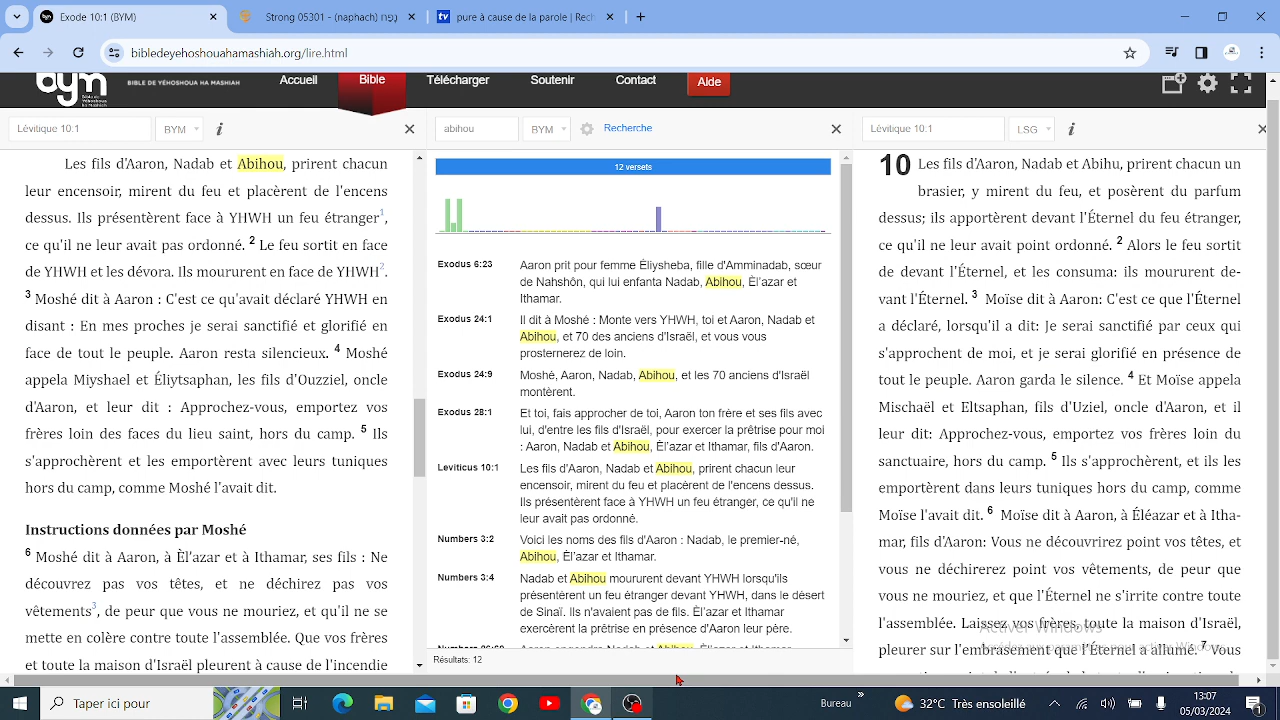 Exode 1 (BYM)
Strong 05301 - (naphach) nפך
pure à cause de parole | Rech
bibledeyehoshouahamashiah.org/lire.html
bym
BIBLE DE YÉHOSHOUA HA MASHIAH
Accueil
Bible
Télécharger
Soutenir
Contact
Aide
Lévitique 10:1
BYM
i
abihou
BYM
Recherche
Lévitique 10:1
LSG
i
Les fils d'Aaron, Nadab et Abihou, prirent chacun
leur encensoir, mirent du feu et placèrent de l'encens
dessus. Ils présentèrent face à YHWH un feu étranger1,
ce qu'il ne leur avait pas ordonné. 2 Le feu sortit en face
de YHWH et les dévora. Ils moururent en face de YHWH2.
3 Moshé dit à Aaron : C'est ce qu'avait déclaré YHWH en
disant : En mes proches je serai sanctifié et glorifié en
face de tout le peuple. Aaron resta silencieux. 4 Moshé
appela Miyshael et Éliytsaphan, les fils d'Ouzziel, oncle
d'Aaron, et leur dit : Approchez-vous, emportez vos
frères loin des faces du lieu saint, hors du camp. 5 Ils
s'approchèrent et les emportèrent avec leurs tuniques
hors du camp, comme Moshé l'avait dit.
Instructions données par Moshé
6 Moshé dit à Aaron, à Èl'azar et à Ithamar, ses fils : Ne
découvrez pas vos têtes, et ne déchirez pas vos
vêtements3, de peur que vous ne mouriez, et qu'il ne se
mette en colère contre toute l'assemblée. Que vos frères
et toute la maison d'Israël pleurent à cause de l'incendie
12 versets
Exodus 6:23 Aaron prit pour femme Éliysheba, fille d'Amminadab, sœur
de Nahshôn, qui lui enfanta Nadab, Abihou, Èl'azar et
Ithamar.
Exodus 24:1 Il dit à Moshé : Monte vers YHWH, toi et Aaron, Nadab et
Abihou, et 70 des anciens d'Israël, et vous vous
prosternerez de loin.
Exodus 24:9 Moshé, Aaron, Nadab, Abihou, et les 70 anciens d'Israël
montèrent.
Exodus 28:1 Et toi, fais approcher de toi, Aaron ton frère et ses fils avec
lui, d'entre les fils d'Israël, pour exercer la prêtrise pour moi
: Aaron, Nadab et Abihou, Èl'azar et Ithamar, fils d'Aaron.
Leviticus 10:1 Les fils d'Aaron, Nadab et Abihou, prirent chacun leur
encensoir, mirent du feu et placèrent de l'encens dessus.
Ils présentèrent face à YHWH un feu étranger, ce qu'il ne
leur avait pas ordonné.
Numbers 3:2 Voici les noms des fils d'Aaron : Nadab, le premier-né,
Abihou, Èl'azar et Ithamar.
Numbers 3:4 Nadab et Abihou moururent devant YHWH lorsqu'ils
présentèrent un feu étranger devant YHWH, dans le désert
de Sinaï. Ils n'avaient pas de fils. Èl'azar et Ithamar
exercèrent la prêtrise en présence d'Aaron leur père.
Résultats: 12
10 Les fils d'Aaron, Nadab et Abihu, prirent chacun un
brasier, y mirent du feu, et posèrent du parfum
dessus; ils apportèrent devant l'Éternel du feu étranger,
ce qu'il ne leur avait point ordonné. 2 Alors le feu sortit
de devant l'Éternel, et les consuma: ils moururent de-
vant l'Éternel. 3 Moïse dit à Aaron: C'est ce que l'Éternel
a déclaré, lorsqu'il a dit: Je serai sanctifié par ceux qui
s'approchent de moi, et je serai glorifié en présence de
tout le peuple. Aaron garda le silence. 4 Et Moïse appela
Mischaël et Eltsaphan, fils d'Uziel, oncle d'Aaron, et il
leur dit: Approchez-vous, emportez vos frères loin du
sanctuaire, hors du camp. 5 Ils s'approchèrent, et ils les
emportèrent dans leurs tuniques hors du camp, comme
Moïse l'avait dit. 6 Moïse dit à Aaron, à Éléazar et à Itha-
mar, fils d'Aaron: Vous ne découvrirez point vos têtes, et
vous ne déchirerez point vos vêtements, de peur que
vous ne mouriez, et que l'Éternel ne s'irrite contre toute
l'assemblée. Laissez vos frères, toute la maison d'Israël,
pleurer sur l'embrasement que l'Éternel a allumé. 7 Vous
Activer Windows
Taper ici pour
Bureau
32°C Très ensoleillé
13:07
05/03/2024